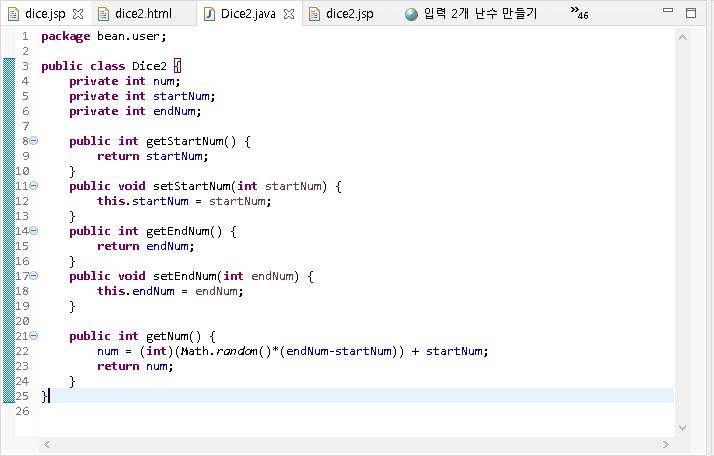 dice.jsp dice2.html Dice2.java dice2.jsp 입력 2개 난수 만들기 »46
1 package bean.user;
2
3 public class Dice2 {
4     private int num;
5     private int startNum;
6     private int endNum;
7
8     public int getStartNum() {
9         return startNum;
10     }
11     public void setStartNum(int startNum) {
12         this.startNum = startNum;
13     }
14     public int getEndNum() {
15         return endNum;
16     }
17     public void setEndNum(int endNum) {
18         this.endNum = endNum;
19     }
20
21     public int getNum() {
22         num = (int)(Math.random()*(endNum-startNum)) + startNum;
23         return num;
24     }
25 }
26